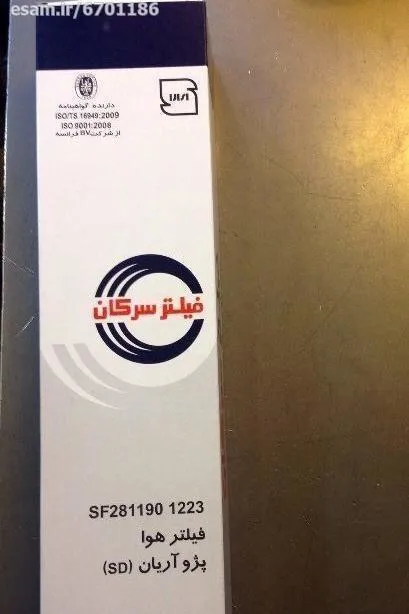 esam.ir/6701186
دارنده گواهینامه
ISO/TS 16949:2009
ISO 9001:2008
از شرکت BV فرانسه
فیلتر سرکان
SF281190 1223
فیلتر هوا
پژو آریان (SD)